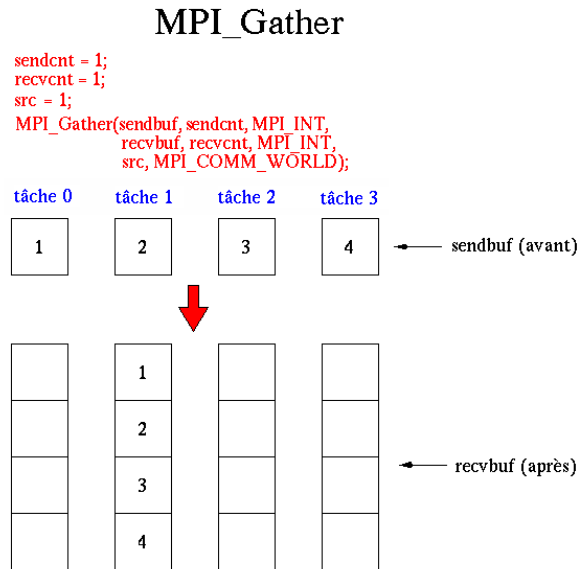 MPI_Gather
sendcnt = 1;
recvcnt = 1;
src = 1;
MPI_Gather(sendbuf, sendcnt, MPI_INT,
recvbuf, recvcnt, MPI_INT,
src, MPI_COMM_WORLD);
tâche 0 tâche 1 tâche 2 tâche 3
1 2 3 4 sendbuf (avant)
1
2
3
recvbuf (après)
4